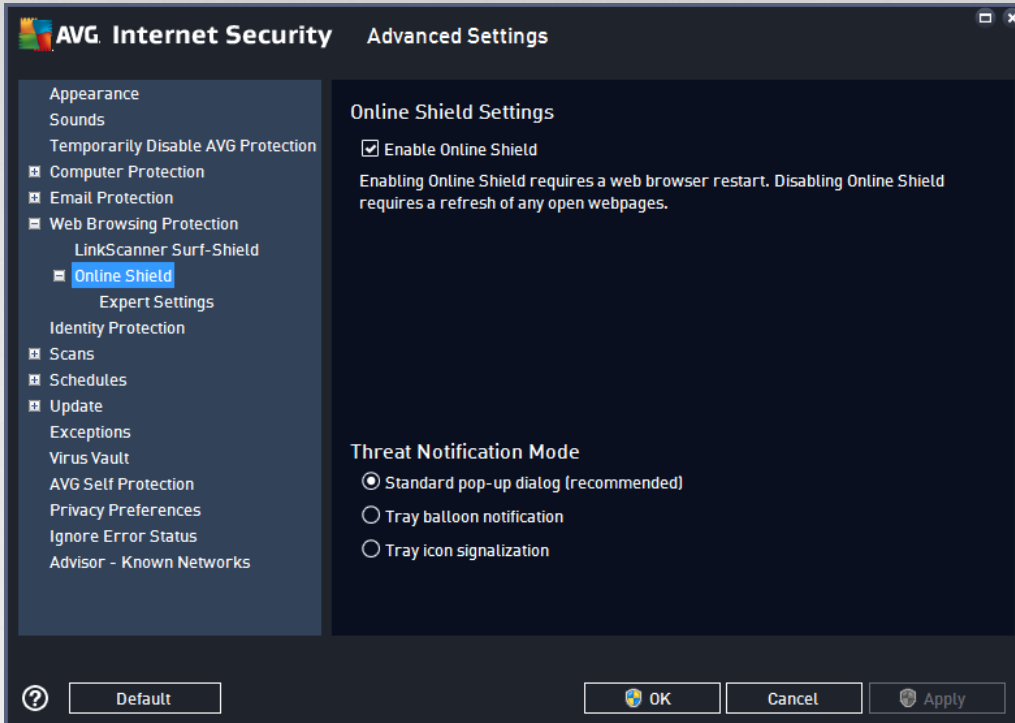 AVG. Internet Security Advanced Settings
Appearance
Sounds
Temporarily Disable AVG Protection
Computer Protection
Email Protection
Web Browsing Protection
LinkScanner Surf-Shield
Online Shield
Expert Settings
Identity Protection
Scans
Schedules
Update
Exceptions
Virus Vault
AVG Self Protection
Privacy Preferences
Ignore Error Status
Advisor - Known Networks
Online Shield Settings
Enable Online Shield
Enabling Online Shield requires a web browser restart. Disabling Online Shield
requires a refresh of any open webpages.
Threat Notification Mode
Standard pop-up dialog (recommended)
Tray balloon notification
Tray icon signalization
? Default OK Cancel Apply